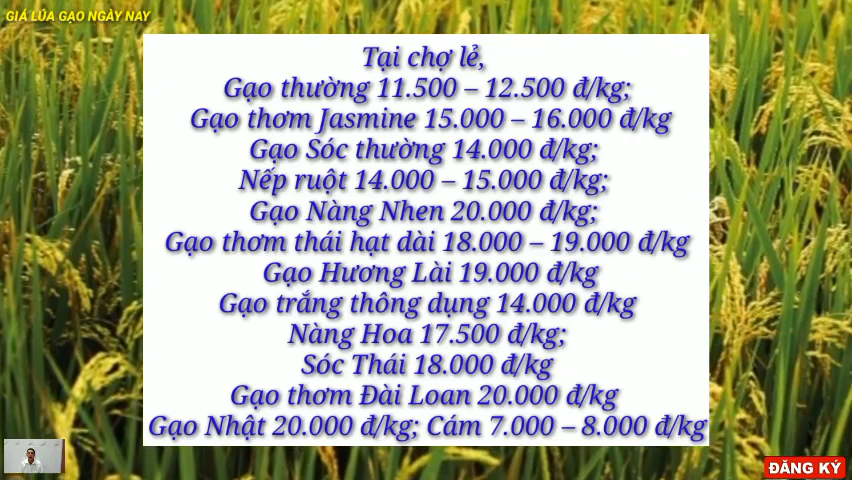 GIÁ LÚA GẠO NGÀY NAY
Tại chợ lẻ,
Gạo thường 11.500 – 12.500 đ/kg;
Gạo thơm Jasmine 15.000 – 16.000 đ/kg
Gạo Sóc thường 14.000 đ/kg;
Nếp ruột 14.000 – 15.000 đ/kg;
Gạo Nàng Nhen 20.000 đ/kg;
Gạo thơm thái hạt dài 18.000 – 19.000 đ/kg
Gạo Hương Lài 19.000 đ/kg
Gạo trắng thông dụng 14.000 đ/kg
Nàng Hoa 17.500 đ/kg;
Sóc Thái 18.000 đ/kg
Gạo thơm Đài Loan 20.000 đ/kg
Gạo Nhật 20.000 đ/kg; Cám 7.000 – 8.000 đ/kg
ĐĂNG KÝ